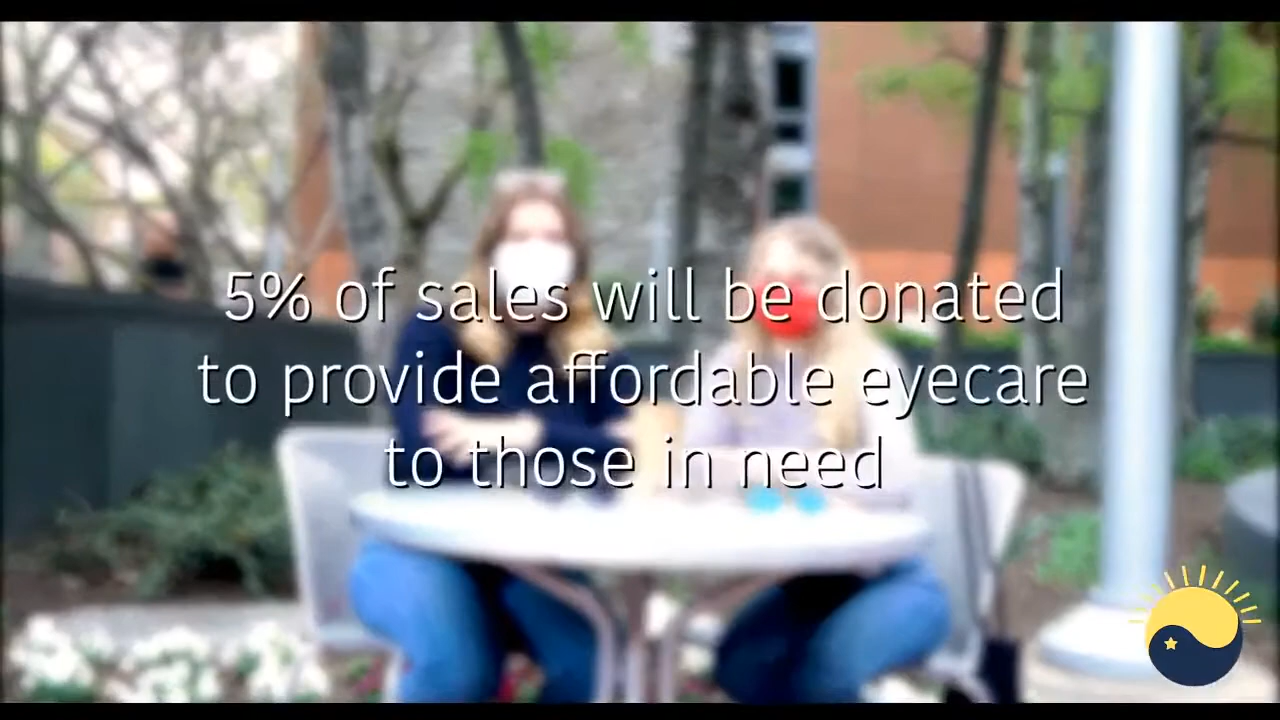 5% of sales will be donated
to provide affordable eyecare
to those in need